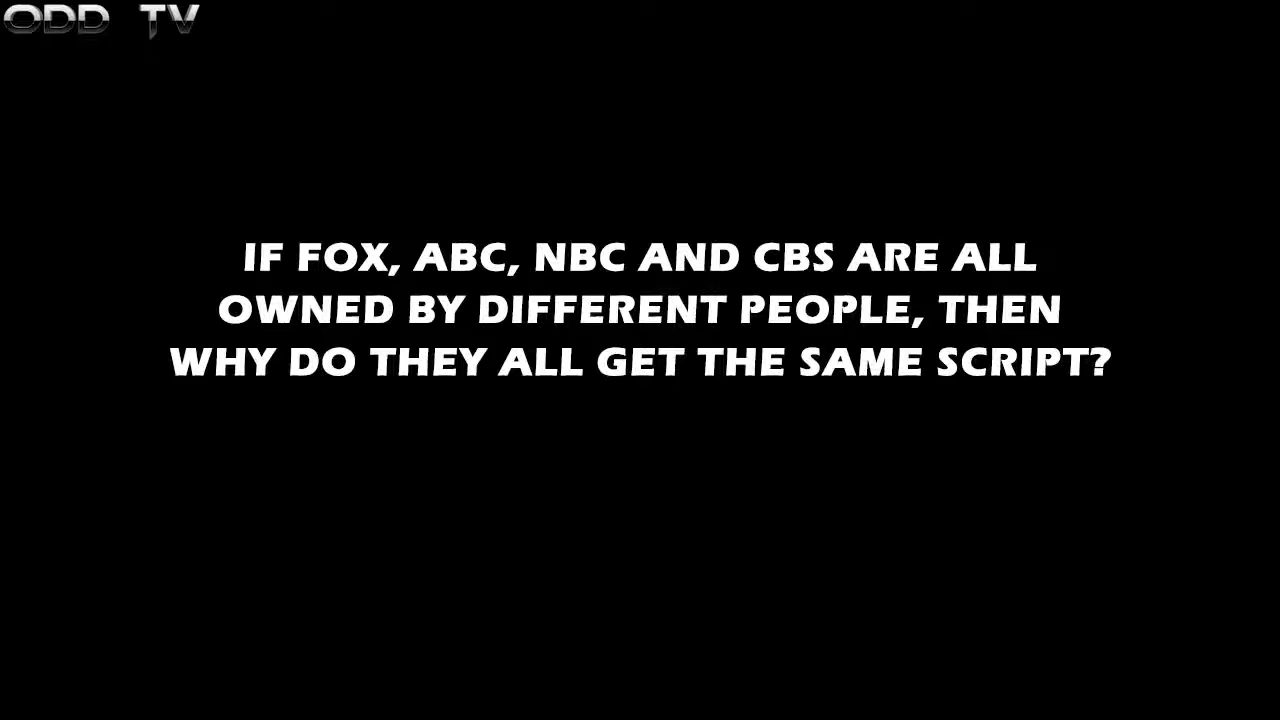 ODD TV
IF FOX, ABC, NBC AND CBS ARE ALL
OWNED BY DIFFERENT PEOPLE, THEN
WHY DO THEY ALL GET THE SAME SCRIPT?